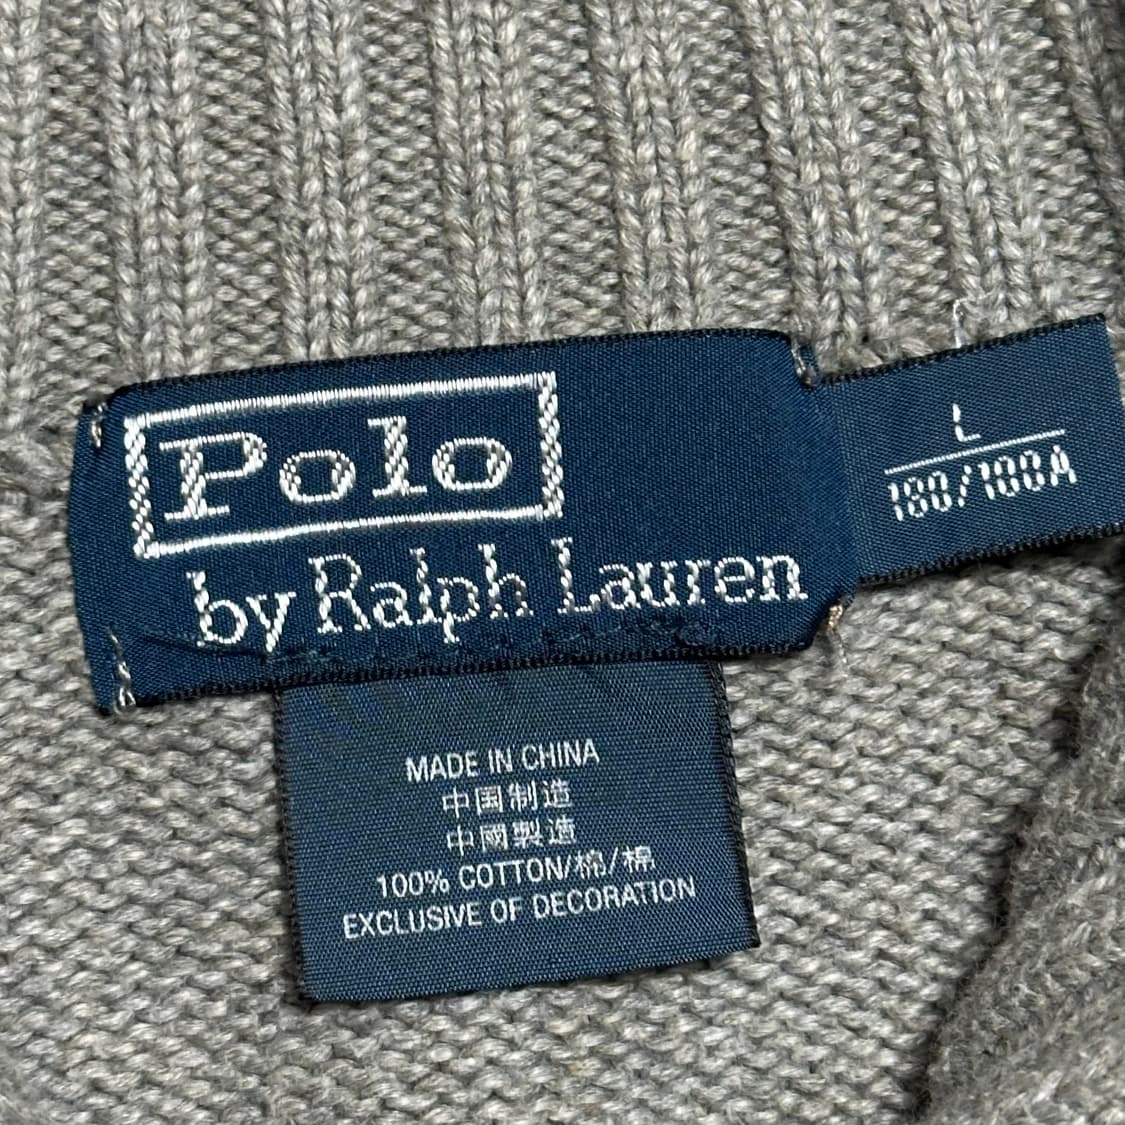 Polo
by Ralph Lauren
L
180/100A
MADE IN CHINA
中国制造
中國製造
100% COTTON/棉/棉
EXCLUSIVE OF DECORATION